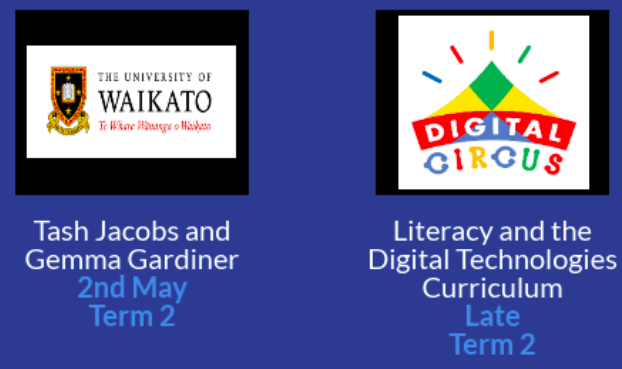 THE UNIVERSITY OF
WAIKATO
Te Whare Wānanga o Waikato
Tash Jacobs and
Gemma Gardiner
2nd May
Term 2
DIGITAL
CIRCUS
Literacy and the
Digital Technologies
Curriculum
Late
Term 2